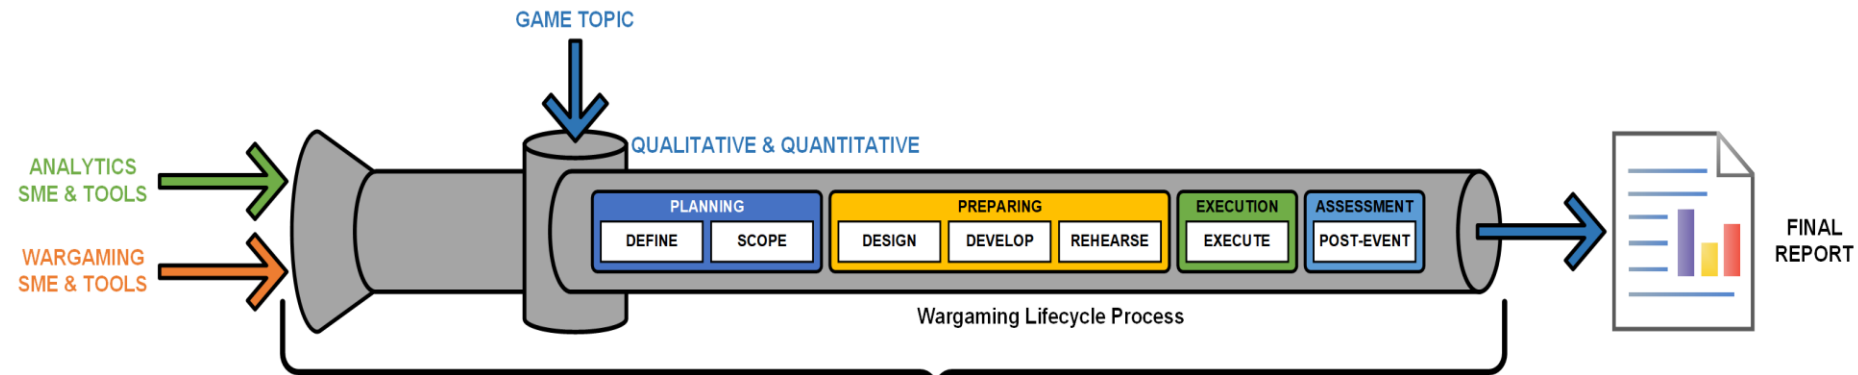 GAME TOPIC
QUALITATIVE & QUANTITATIVE
ANALYTICS
SME & TOOLS
WARGAMING
SME & TOOLS
PLANNING
DEFINE
SCOPE
PREPARING
DESIGN
DEVELOP
REHEARSE
EXECUTION
EXECUTE
ASSESSMENT
POST-EVENT
Wargaming Lifecycle Process
FINAL
REPORT